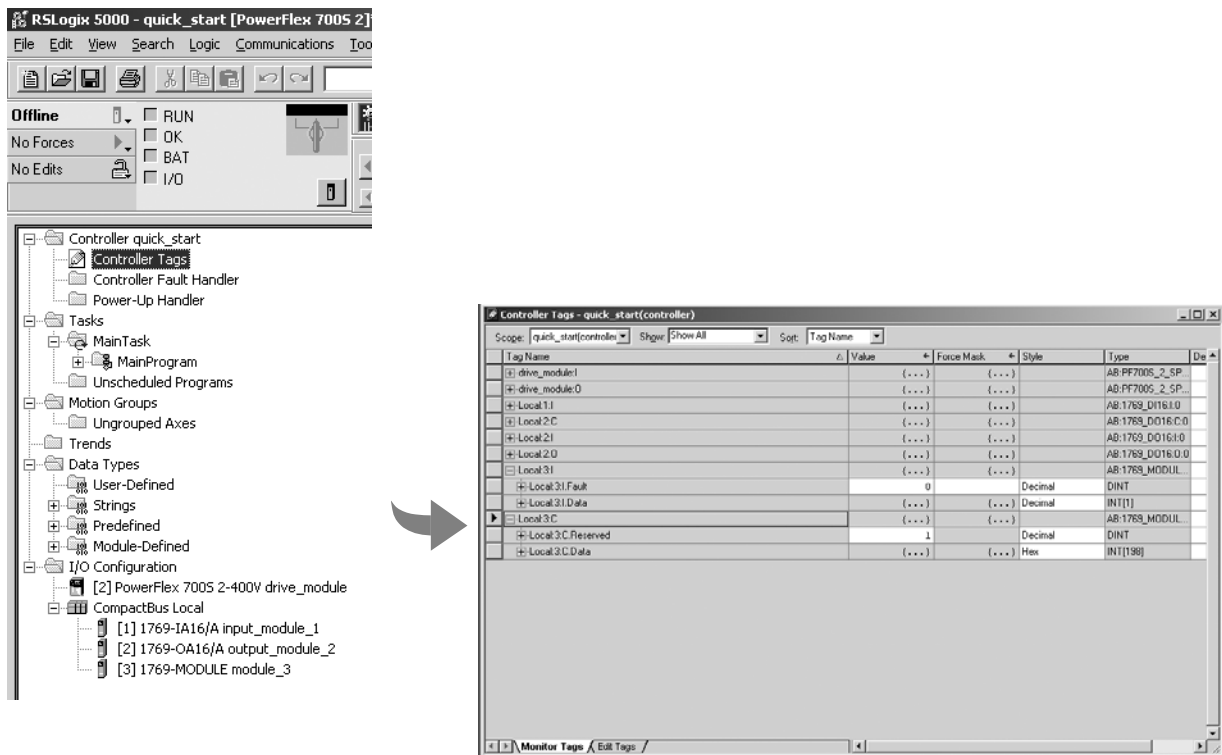 RSLogix 5000 - quick_start [PowerFlex 700S 2]
File Edit View Search Logic Communications Too
Offline
RUN
No Forces
OK
No Edits
BAT
I/O
Controller quick_start
Controller Tags
Controller Fault Handler
Power-Up Handler
Tasks
MainTask
MainProgram
Unscheduled Programs
Motion Groups
Ungrouped Axes
Trends
Data Types
User-Defined
Strings
Predefined
Module-Defined
I/O Configuration
[2] PowerFlex 700S 2-400V drive_module
CompactBus Local
[1] 1769-IA16/A input_module_1
[2] 1769-OA16/A output_module_2
[3] 1769-MODULE module_3
Controller Tags - quick_start(controller)
Scope: quick_start(controller Show: Show All Sort: Tag Name
Tag Name Value Force Mask Style Type De
drive_module:I {...} {...} AB:PF700S_2_SP...
drive_module:O {...} {...} AB:PF700S_2_SP...
Local:1:I {...} {...} AB:1769_DI16:I:0
Local:2:C {...} {...} AB:1769_DO16:C:0
Local:2:I {...} {...} AB:1769_DO16:I:0
Local:2:O {...} {...} AB:1769_DO16:O:0
Local:3:I {...} {...} AB:1769_MODUL...
Local:3:I.Fault 0 Decimal DINT
Local:3:I.Data {...} {...} Decimal INT[1]
Local:3:C {...} {...} AB:1769_MODUL...
Local:3:C.Reserved 1 Decimal DINT
Local:3:C.Data {...} {...} Hex INT[198]
Monitor Tags Edit Tags